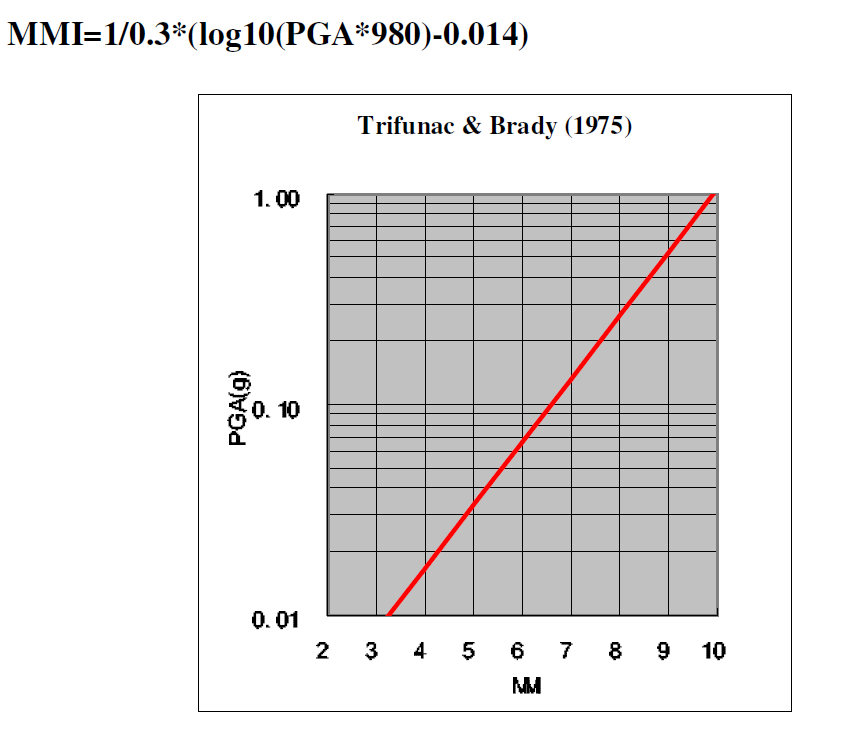 MMI=1/0.3*(log10(PGA*980)-0.014)
Trifunac & Brady (1975)
1.00
PGA(g)
0.10
0.01
2 3 4 5 6 7 8 9 10
MM